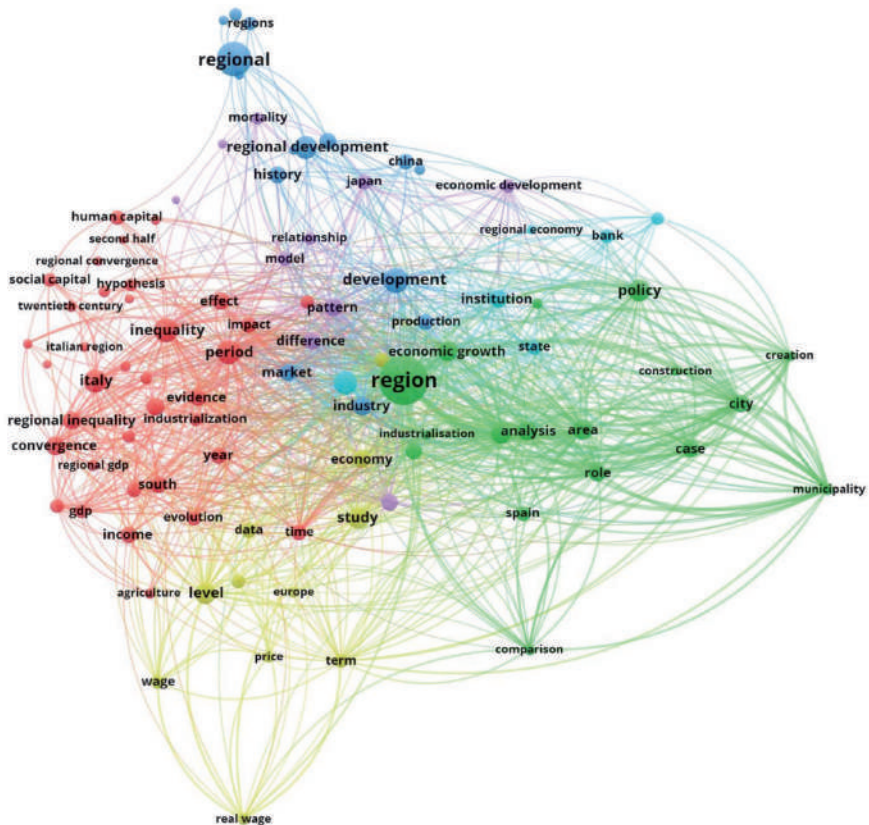 regions
regional
mortality
regional development
china
history
japan
economic development
human capital
regional economy
second half
relationship
bank
regional convergence
model
social capital
hypothesis
development
policy
twentieth century
effect
pattern
institution
inequality
impact
production
italian region
period
difference
economic growth
state
creation
italy
market
region
construction
evidence
industry
city
regional inequality
industrialization
industrialisation
analysis
area
convergence
year
economy
case
regional gdp
role
south
municipality
gdp
evolution
study
spain
income
data
time
agriculture
level
europe
comparison
price
term
wage
real wage